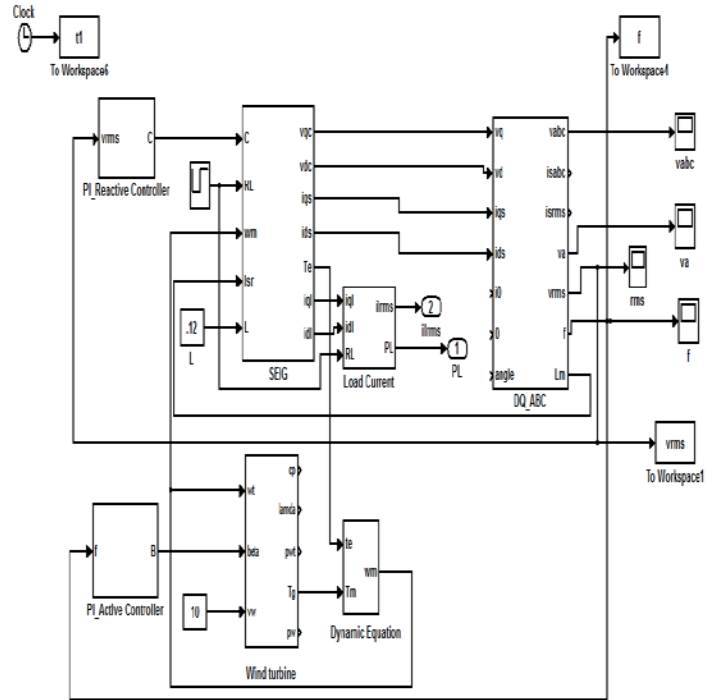 Clock
t1
To Workspace6
f
To Workspace4
vrms C
PI_Reactive Controller
C
RL
wm
Isr
L
vqc
vdc
iqs
ids
Te
iql
idl
SEIG
.12
L
iql
idl
RL
ilrms
PL
Load Current
2
ilrms
1
PL
vq
vd
iqs
ids
i0
0
angle
vabc
isabc
isrms
va
vrms
f
Lm
DQ_ABC
vabc
va
rms
f
vrms
To Workspace1
f B
PI_Active Controller
10
wt
beta
vw
cp
lamda
pwt
Tg
pw
Wind turbine
te
Tm
wm
Dynamic Equation